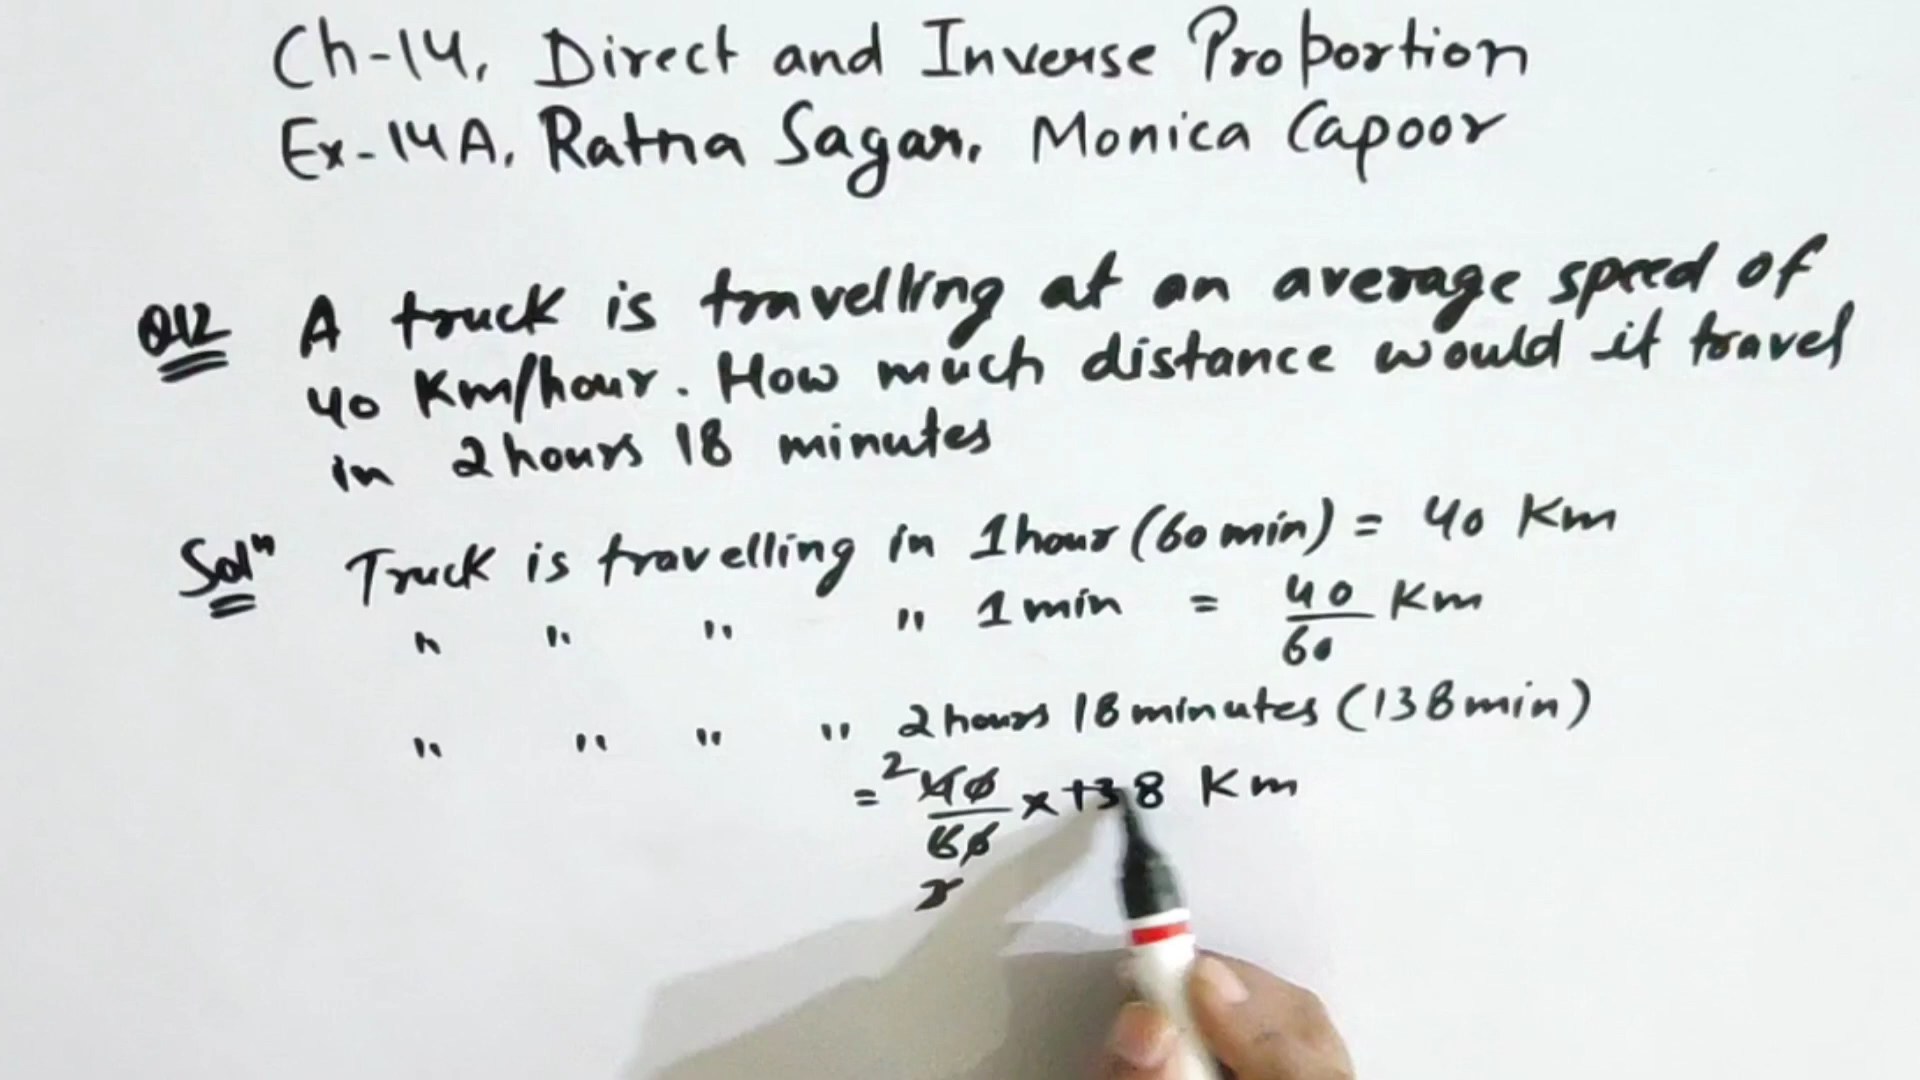 Ch-14, Direct and Inverse Proportion
Ex-14A, Ratna Sagar, Monica Capoor
Q12 A truck is travelling at an average speed of
40 Km/hour. How much distance would it travel
in 2 hours 18 minutes
Solⁿ Truck is travelling in 1 hour (60 min) = 40 Km
" " " " 1 min = 40/60 Km
" " " " 2 hours 18 minutes (138 min)
= 2 40/60 x 138 Km
3